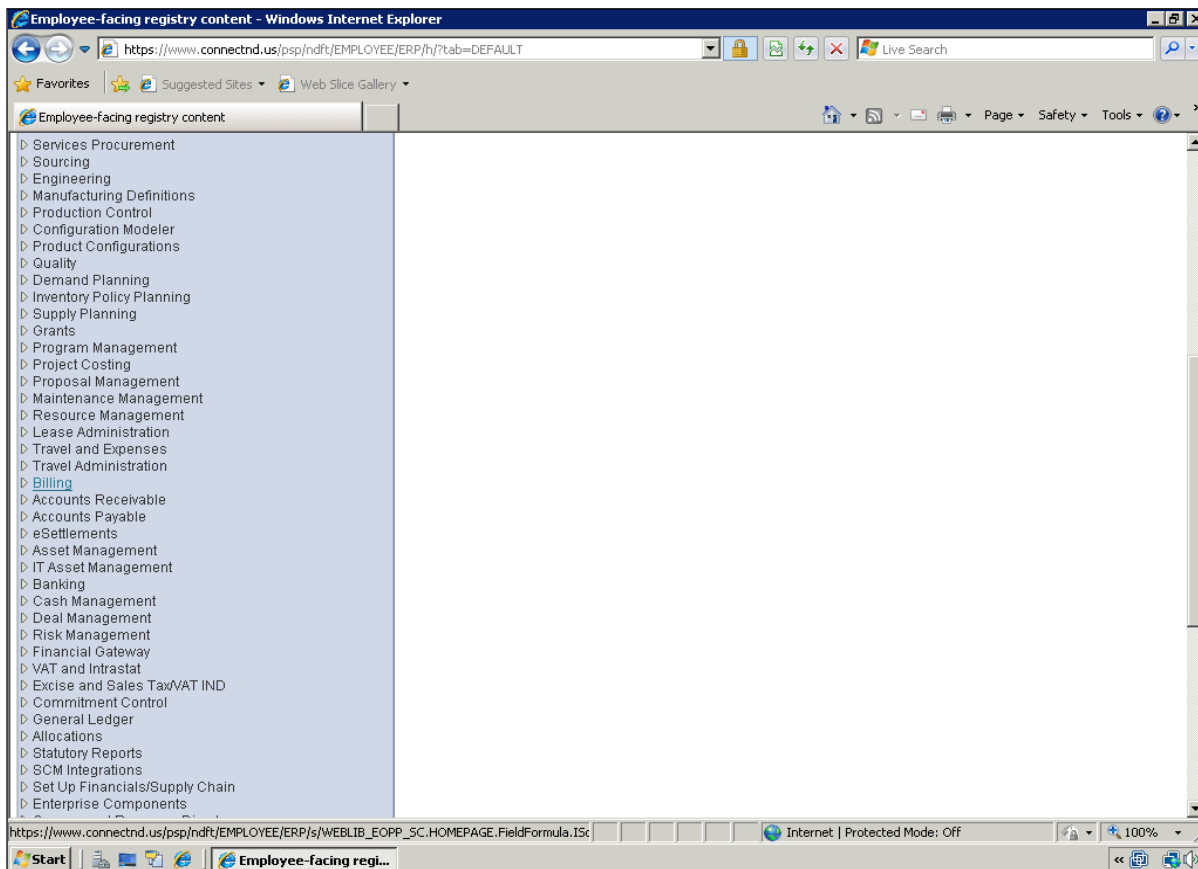 Employee-facing registry content - Windows Internet Explorer
https://www.connectnd.us/psp/ndft/EMPLOYEE/ERP/h/?tab=DEFAULT
Live Search
Favorites
Suggested Sites
Web Slice Gallery
Employee-facing registry content
Page
Safety
Tools
Services Procurement
Sourcing
Engineering
Manufacturing Definitions
Production Control
Configuration Modeler
Product Configurations
Quality
Demand Planning
Inventory Policy Planning
Supply Planning
Grants
Program Management
Project Costing
Proposal Management
Maintenance Management
Resource Management
Lease Administration
Travel and Expenses
Travel Administration
Billing
Accounts Receivable
Accounts Payable
eSettlements
Asset Management
IT Asset Management
Banking
Cash Management
Deal Management
Risk Management
Financial Gateway
VAT and Intrastat
Excise and Sales Tax/VAT IND
Commitment Control
General Ledger
Allocations
Statutory Reports
SCM Integrations
Set Up Financials/Supply Chain
Enterprise Components
https://www.connectnd.us/psp/ndft/EMPLOYEE/ERP/s/WEBLIB_EOPP_SC.HOMEPAGE.FieldFormula.ISc
Internet | Protected Mode: Off
100%
Start
Employee-facing regi...